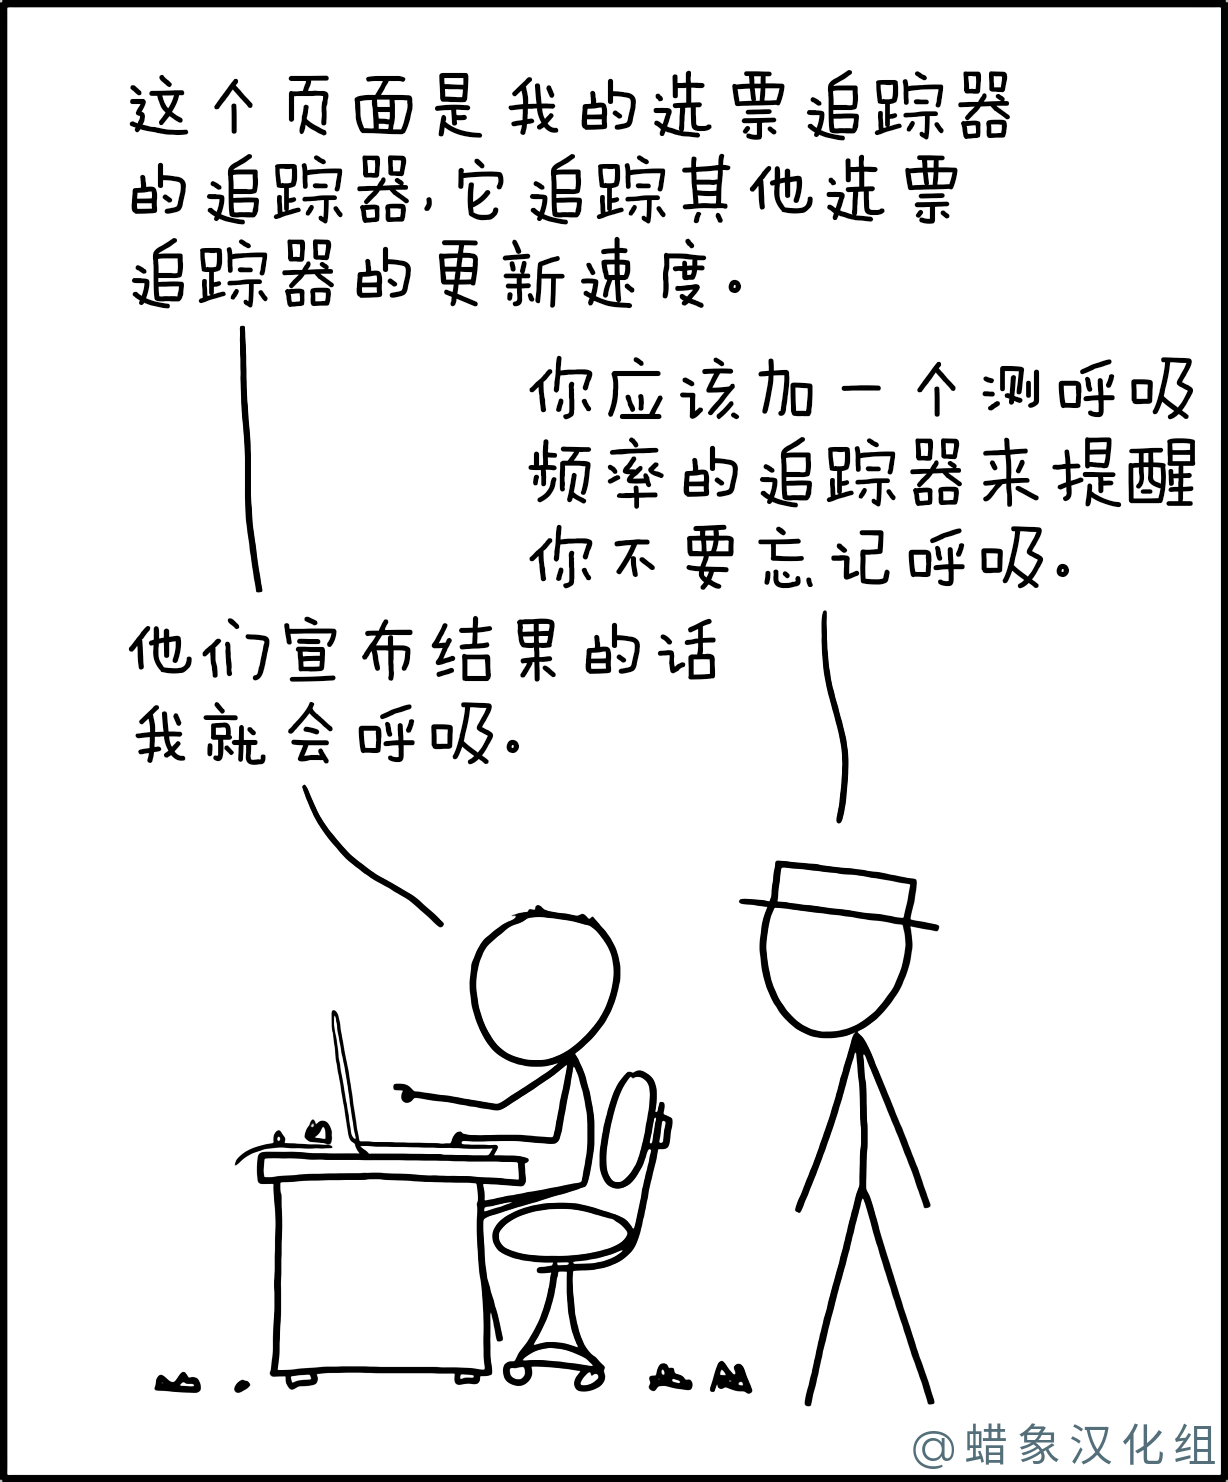 这个页面是我的选票追踪器
的追踪器,它追踪其他选票
追踪器的更新速度。
你应该加一个测呼吸
频率的追踪器来提醒
你不要忘记呼吸。
他们宣布结果的话
我就会呼吸。
@蜡象汉化组